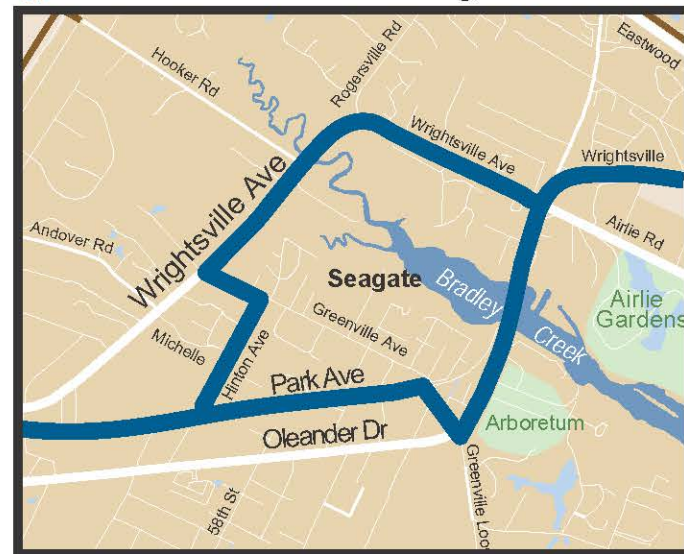 Eastwood
Rogersville Rd
Hooker Rd
Wrightsville Ave
Wrightsville
Wrightsville Ave
Andover Rd
Airlie Rd
Seagate
Bradley
Creek
Airlie
Gardens
Greenville Ave
Michelle
Hinton Ave
Park Ave
Oleander Dr
Arboretum
Greenville Loo
58th St